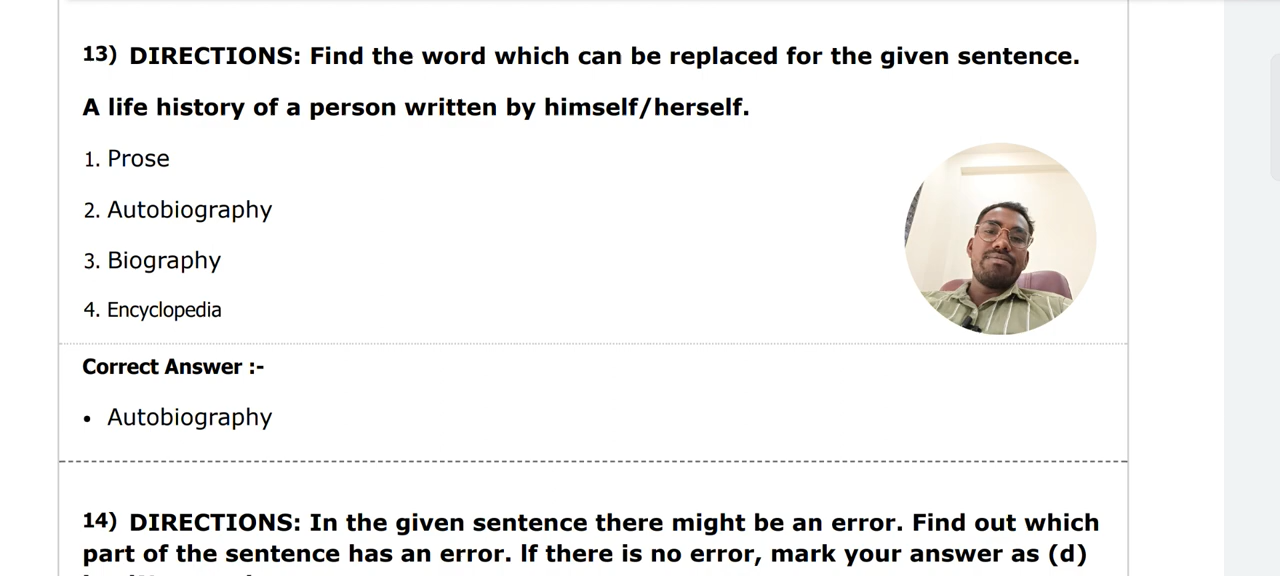 13) DIRECTIONS: Find the word which can be replaced for the given sentence.
A life history of a person written by himself/herself.
1. Prose
2. Autobiography
3. Biography
4. Encyclopedia
Correct Answer :-
• Autobiography
14) DIRECTIONS: In the given sentence there might be an error. Find out which
part of the sentence has an error. If there is no error, mark your answer as (d)